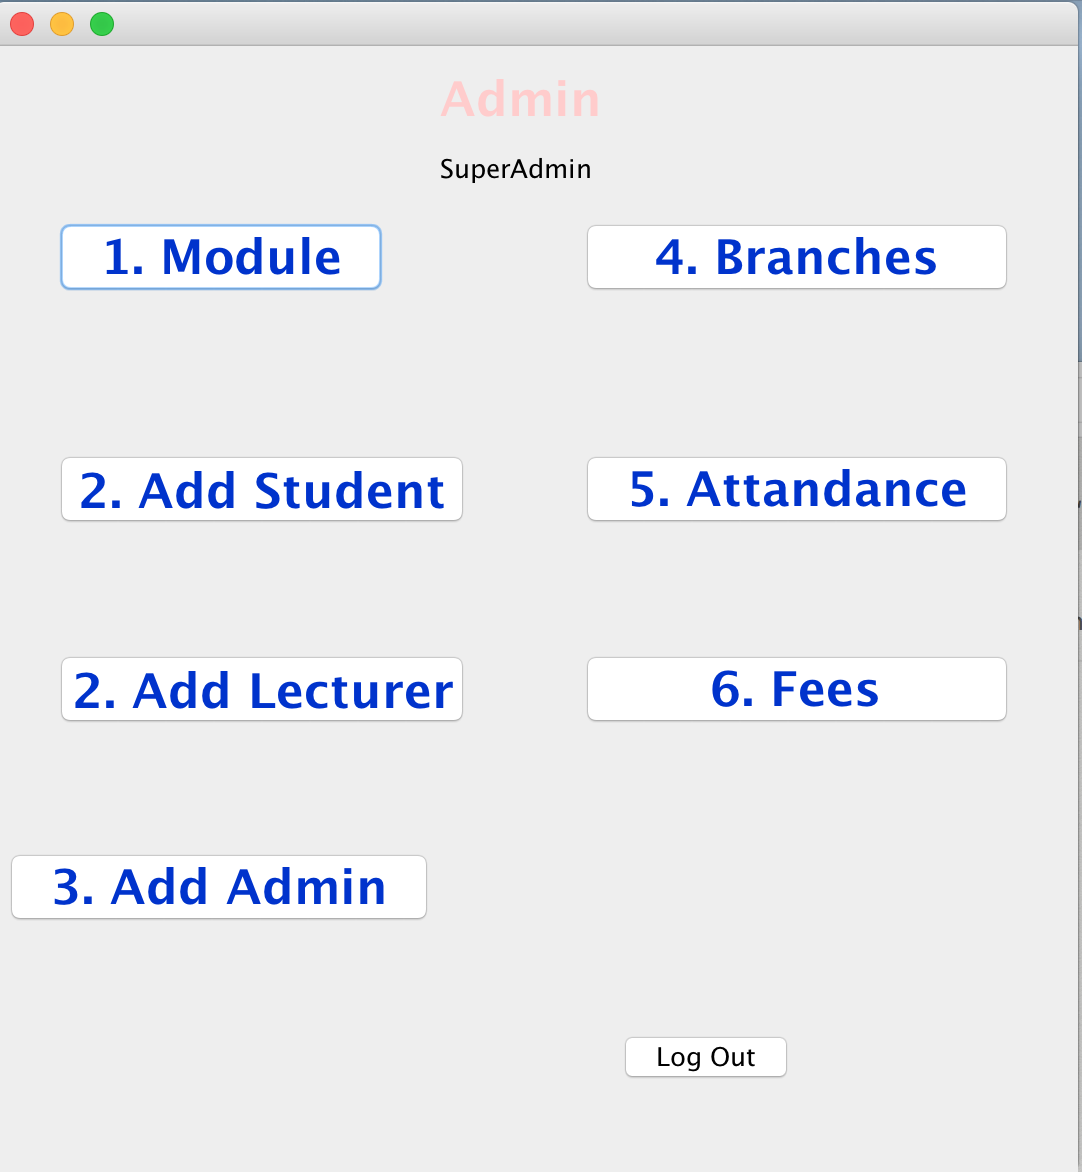 Admin
SuperAdmin
1. Module
4. Branches
2. Add Student
5. Attandance
2. Add Lecturer
6. Fees
3. Add Admin
Log Out